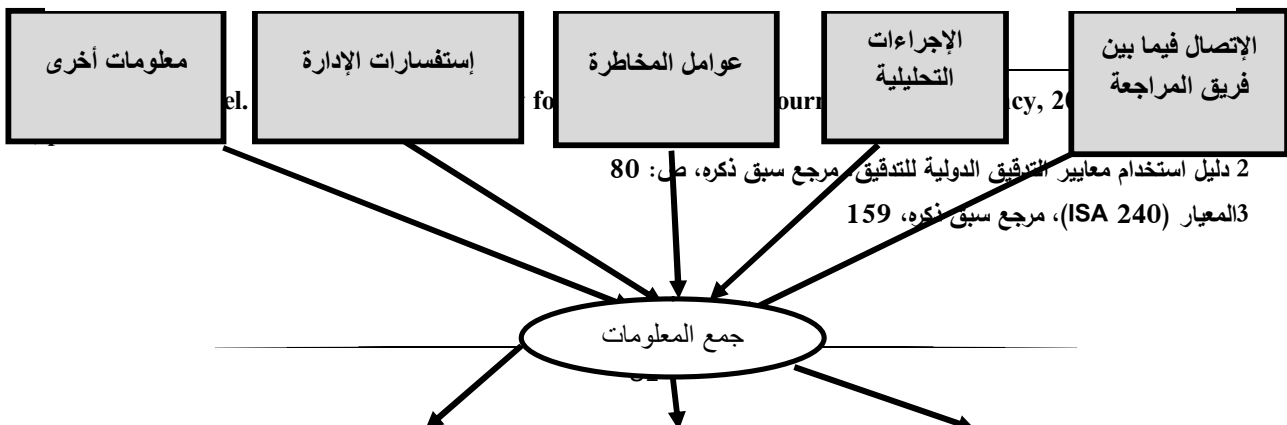 الإتصال فيما بين
فريق المراجعة
الإجراءات
التحليلية
عوامل المخاطرة
إستفسارات الإدارة
معلومات أخرى
2 دليل استخدام معايير التدقيق الدولية للتدقيق، مرجع سبق ذكره، ص: 80
3المعيار (ISA 240)، مرجع سبق ذكره، 159
جمع المعلومات